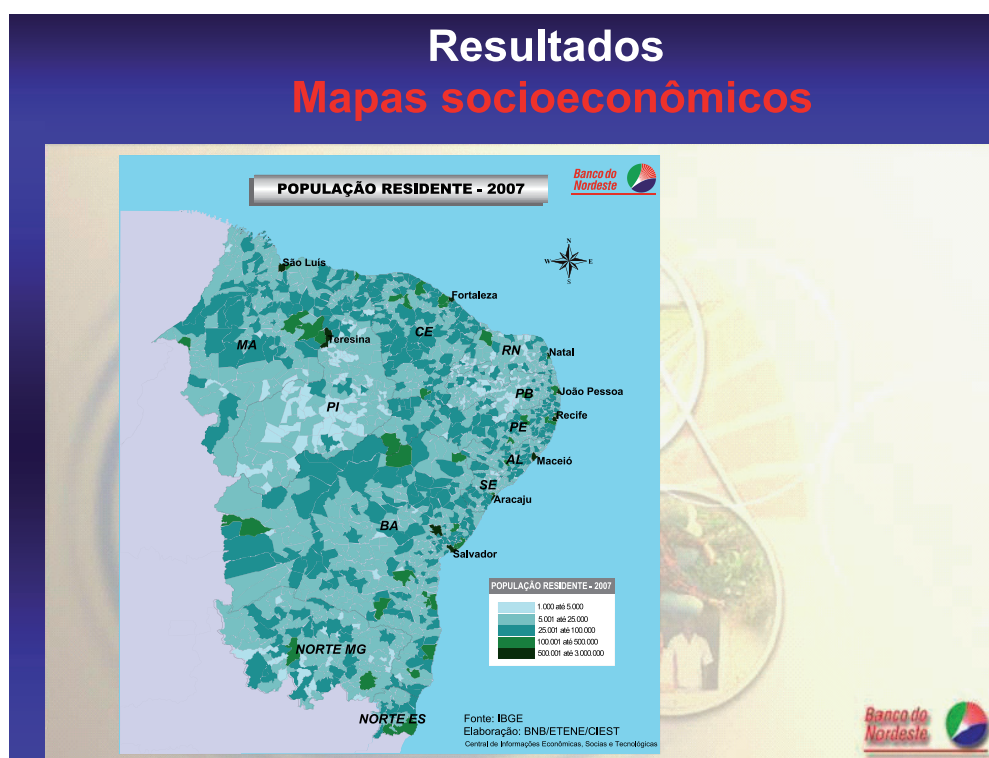 Resultados
Mapas socioeconômicos
POPULAÇÃO RESIDENTE - 2007
Banco do
Nordeste
N
W
E
S
São Luís
Fortaleza
Teresina
CE
MA
RN
Natal
PB
João Pessoa
PI
Recife
PE
AL
Maceió
SE
Aracaju
BA
Salvador
POPULAÇÃO RESIDENTE - 2007
1.000 até 5.000
5.001 até 25.000
25.001 até 100.000
100.001 até 500.000
500.001 até 3.000.000
NORTE MG
NORTE ES
Fonte: IBGE
Elaboração: BNB/ETENE/CIEST
Central de Informações Econômicas, Socias e Tecnológicas
Banco do
Nordeste